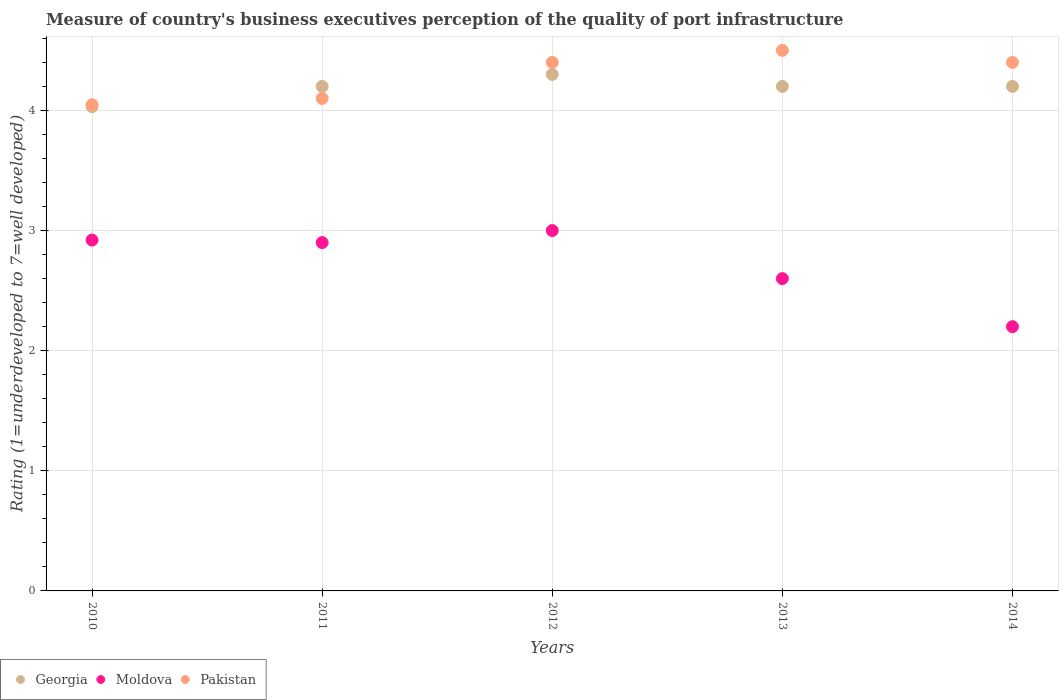 Measure of country's business executives perception of the quality of port infrastructure
Rating (1=underdeveloped to 7=well developed)
4
3
2
1
0
2010
2011
2012
2013
2014
Years
Georgia
Moldova
Pakistan